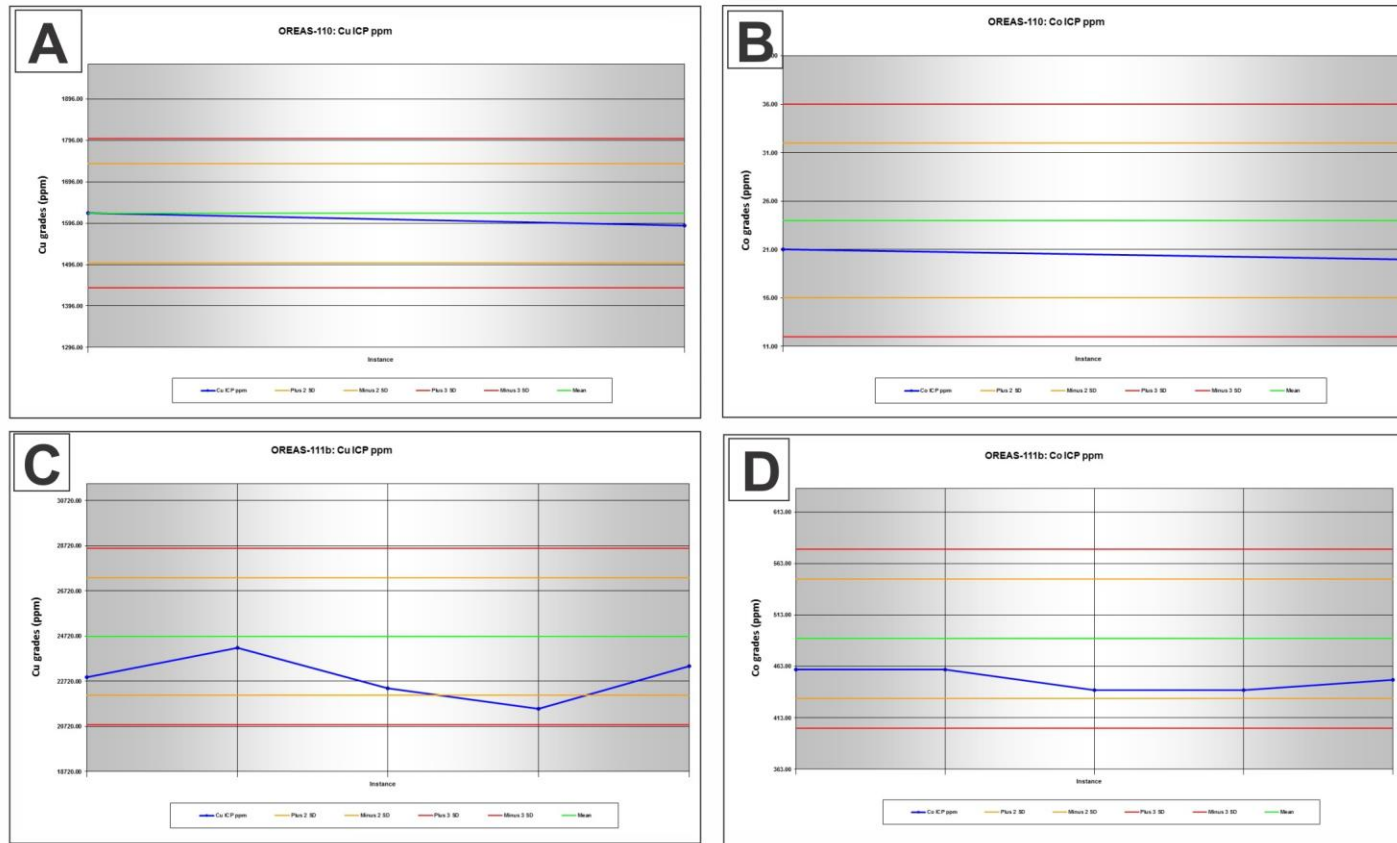 A
OREAS-110: Cu ICP ppm
Cu grades (ppm)
1896.00
1796.00
1696.00
1596.00
1496.00
1396.00
1296.00
Instance
Cu ICP ppm Plus 2 SD Minus 2 SD Plus 3 SD Minus 3 SD Mean
B
OREAS-110: Co ICP ppm
Co grades (ppm)
36.00
31.00
26.00
21.00
11.00
Instance
Co ICP ppm Plus 2 SD Minus 2 SD Plus 3 SD Minus 3 SD Mean
C
OREAS-111b: Cu ICP ppm
Cu grades (ppm)
30720.00
28720.00
26720.00
24720.00
22720.00
20720.00
18720.00
Instance
Cu ICP ppm Plus 2 SD Minus 2 SD Plus 3 SD Minus 3 SD Mean
D
OREAS-111b: Co ICP ppm
Co grades (ppm)
613.00
563.00
513.00
463.00
413.00
363.00
Instance
Co ICP ppm Plus 2 SD Minus 2 SD Plus 3 SD Minus 3 SD Mean